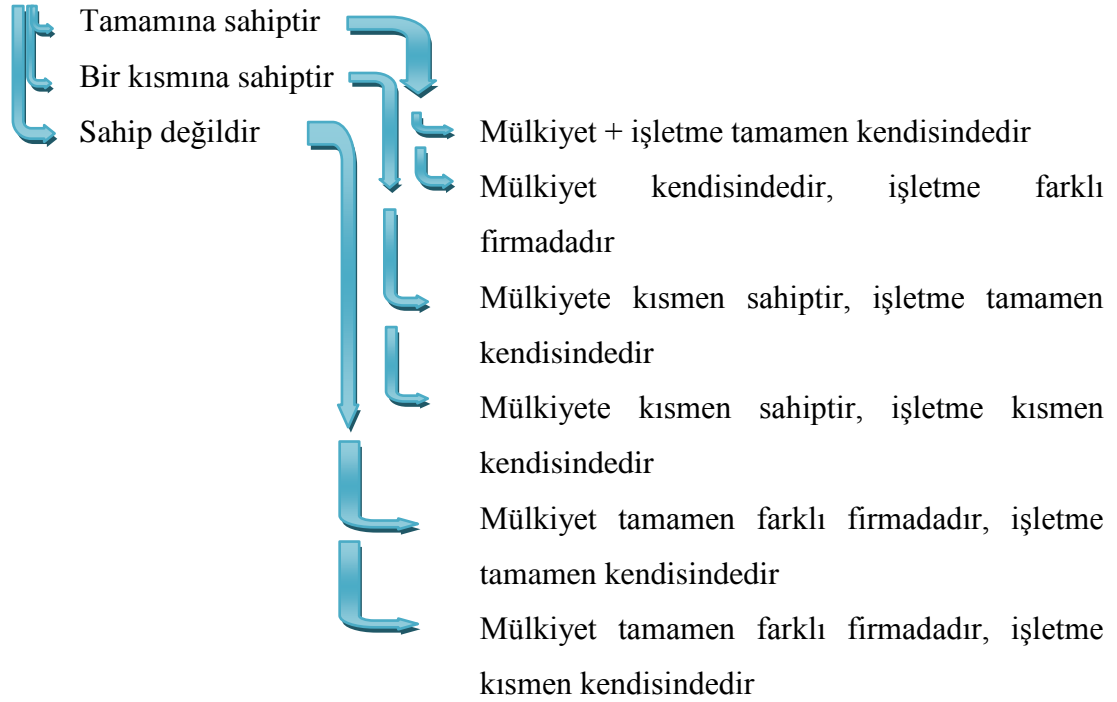 Tamamına sahiptir
Bir kısmına sahiptir
Sahip değildir
Mülkiyet + işletme tamamen kendisindedir
Mülkiyet kendisindedir, işletme farklı
firmadadır
Mülkiyete kısmen sahiptir, işletme tamamen
kendisindedir
Mülkiyete kısmen sahiptir, işletme kısmen
kendisindedir
Mülkiyet tamamen farklı firmadadır, işletme
tamamen kendisindedir
Mülkiyet tamamen farklı firmadadır, işletme
kısmen kendisindedir